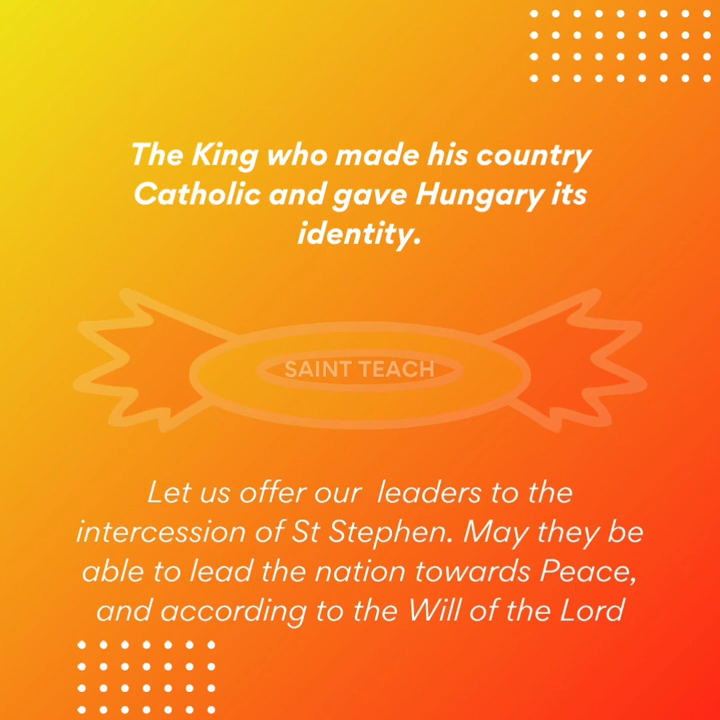 The King who made his country
Catholic and gave Hungary its
identity.
SAINT TEACH
Let us offer our  leaders to the
intercession of St Stephen. May they be
able to lead the nation towards Peace,
and according to the Will of the Lord